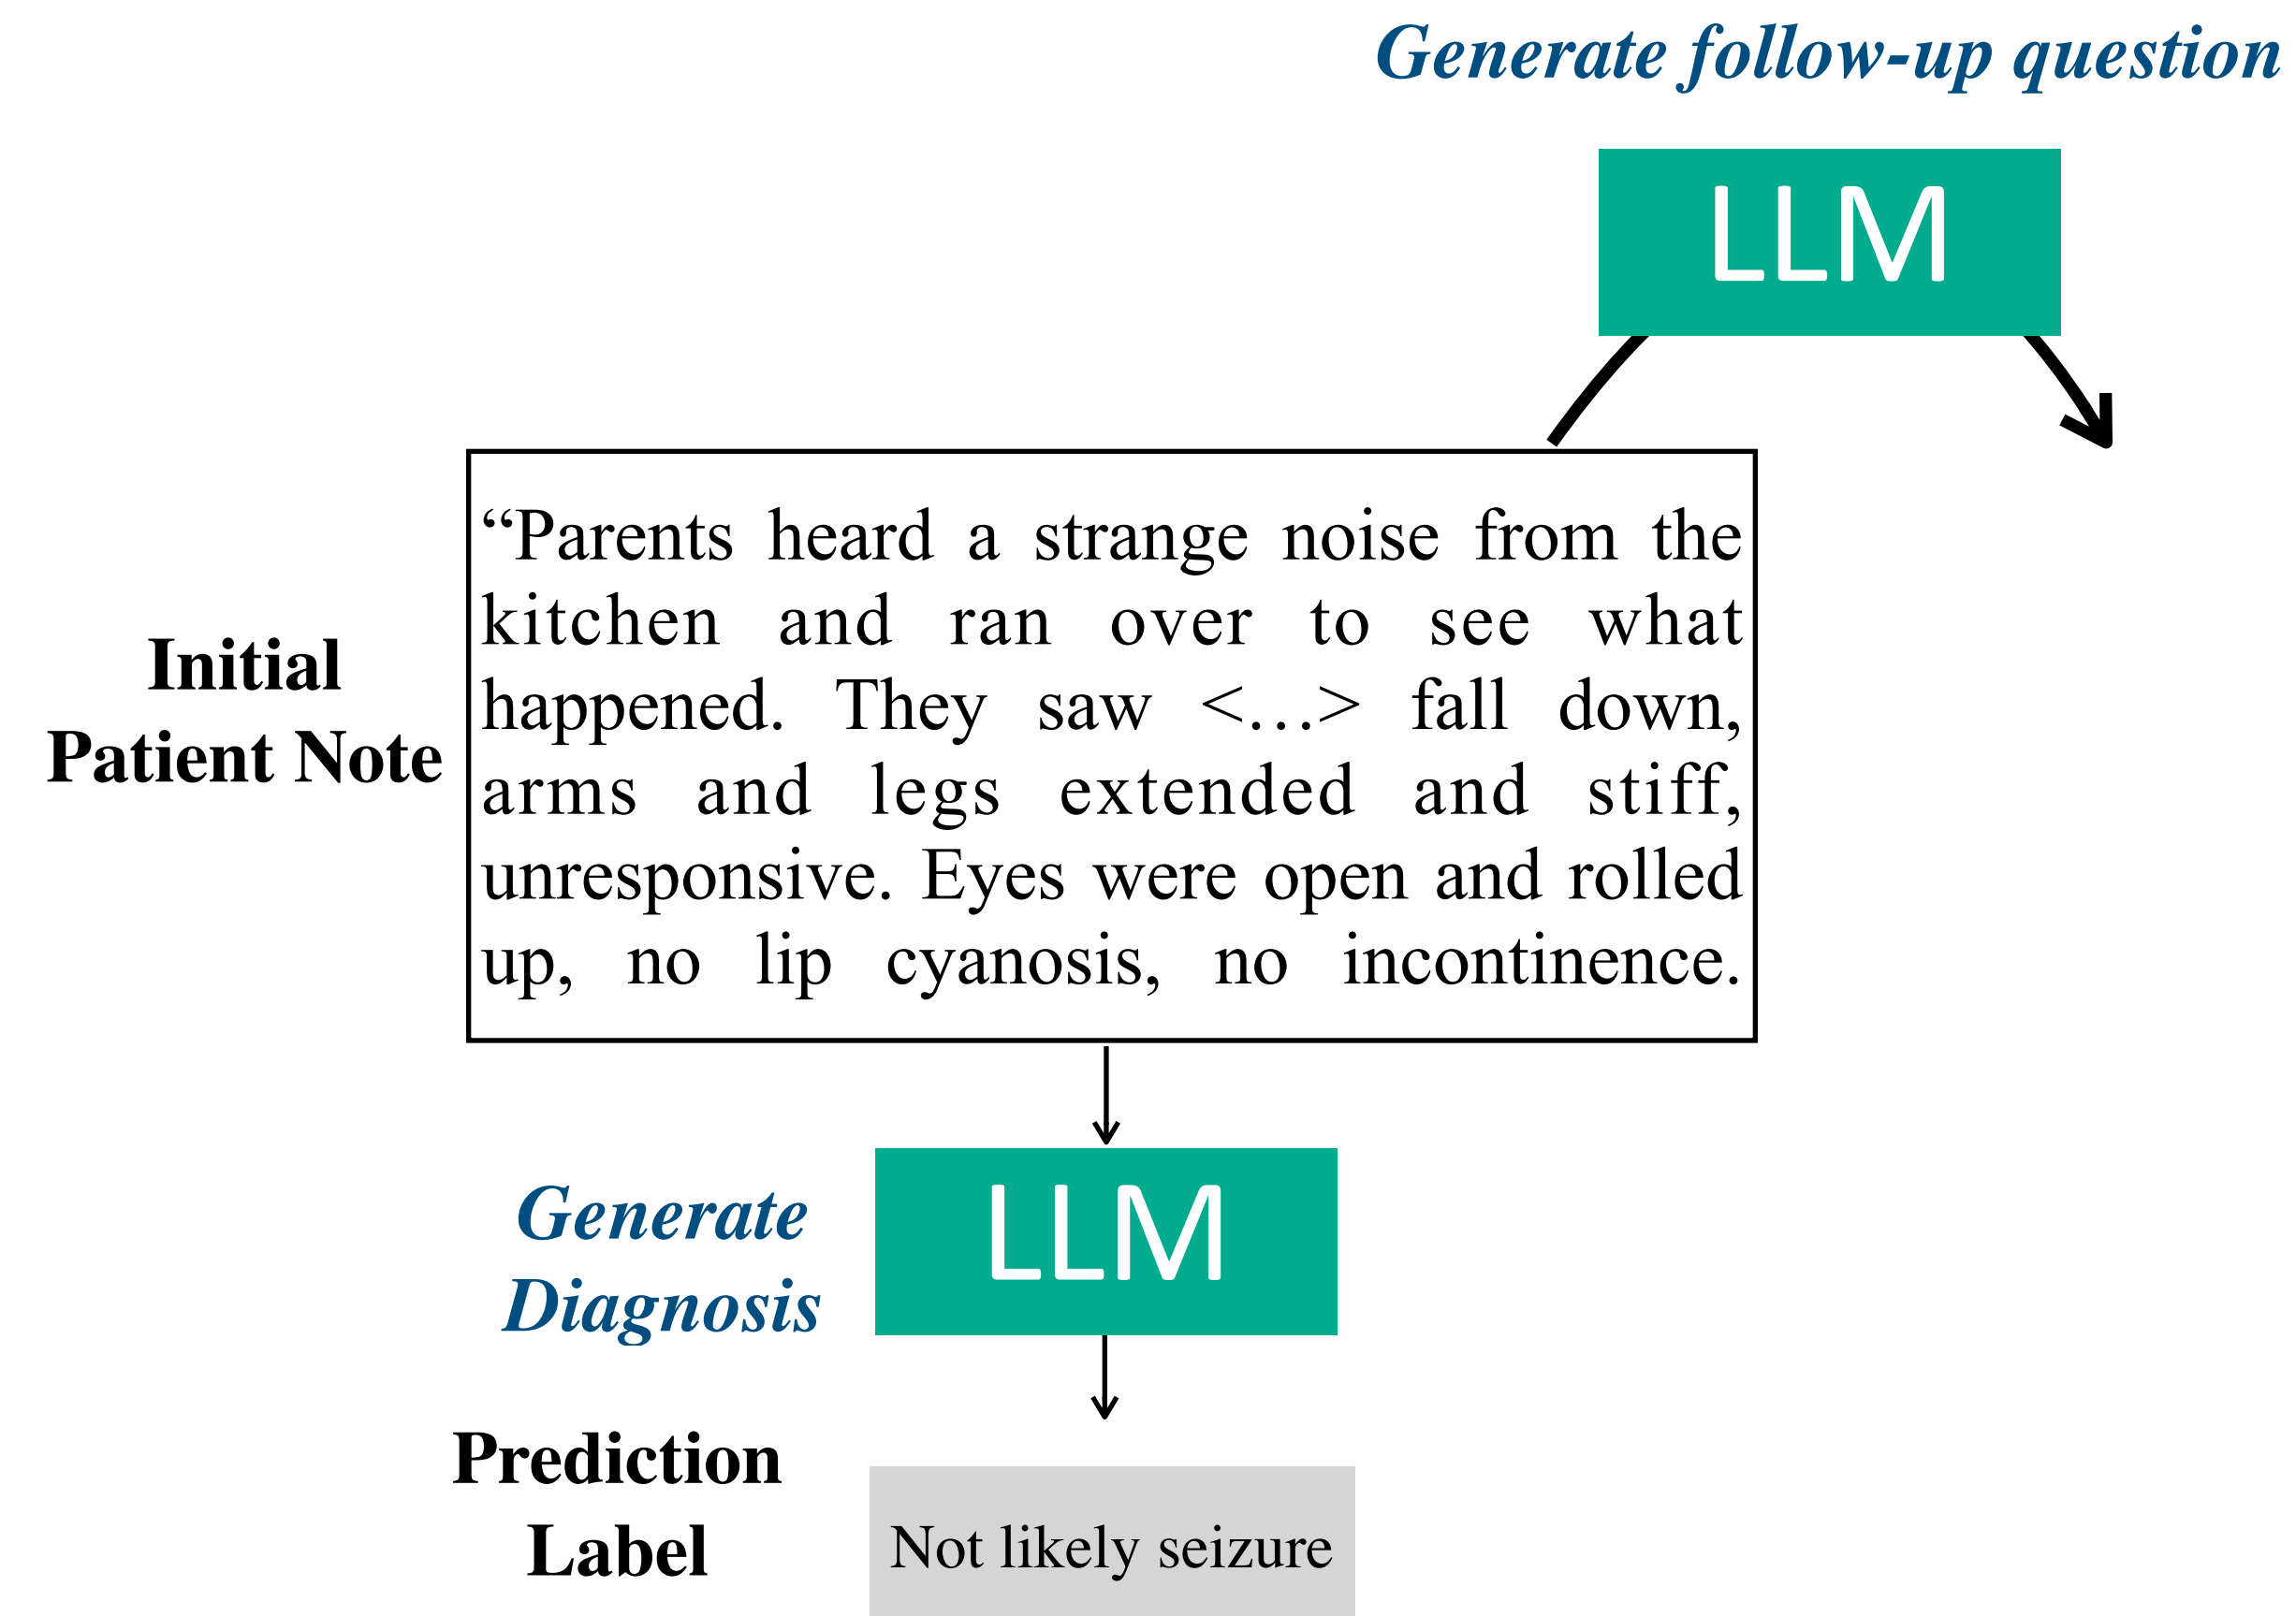 Generate follow-up question
LLM
Initial
Patient Note
“Parents heard a strange noise from the
kitchen and ran over to see what
happened. They saw <…> fall down,
arms and legs extended and stiff,
unresponsive. Eyes were open and rolled
up, no lip cyanosis, no incontinence.
Generate
Diagnosis
LLM
Prediction
Label
Not likely seizure